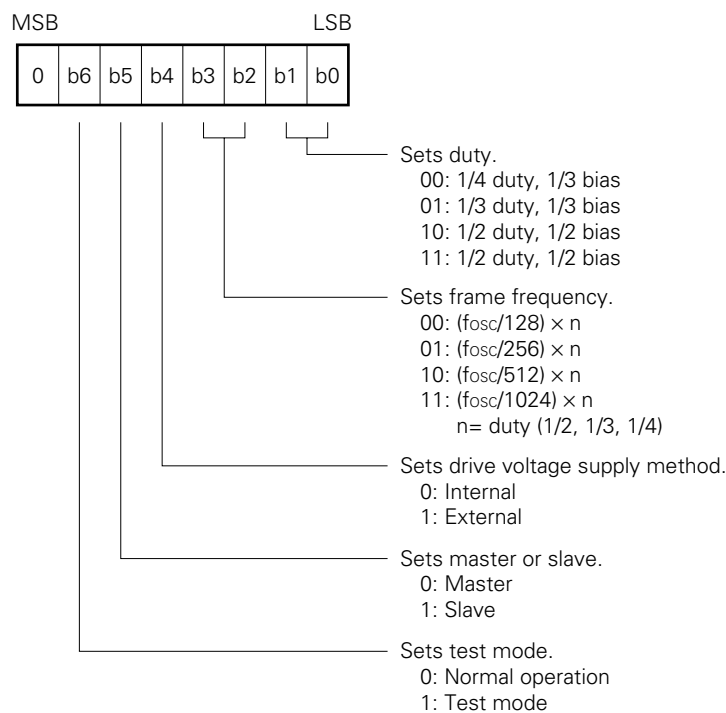 MSB LSB
0 b6 b5 b4 b3 b2 b1 b0
Sets duty.
00: 1/4 duty, 1/3 bias
01: 1/3 duty, 1/3 bias
10: 1/2 duty, 1/2 bias
11: 1/2 duty, 1/2 bias
Sets frame frequency.
00: (fosc/128) × n
01: (fosc/256) × n
10: (fosc/512) × n
11: (fosc/1024) × n
n= duty (1/2, 1/3, 1/4)
Sets drive voltage supply method.
0: Internal
1: External
Sets master or slave.
0: Master
1: Slave
Sets test mode.
0: Normal operation
1: Test mode